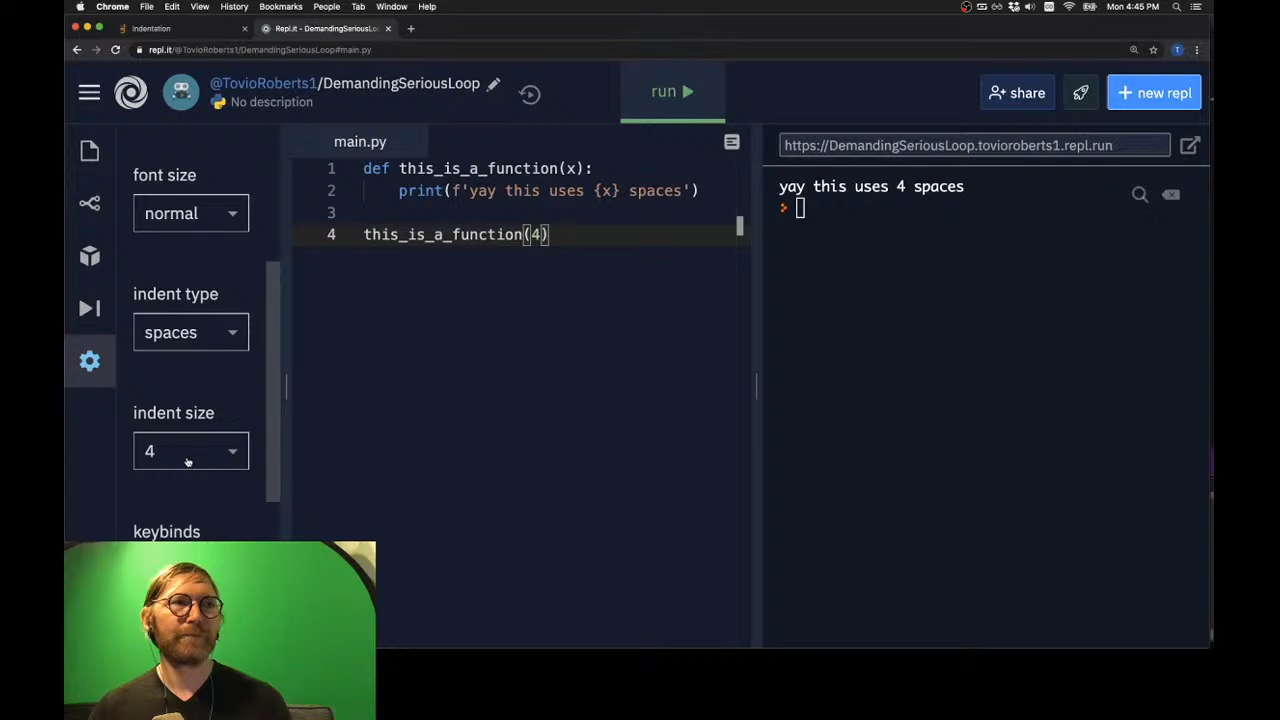 Chrome File Edit View History Bookmarks People Tab Window Help Mon 4:45 PM
Indentation Repl.it - DemandingSeriousLo
repl.it/@TovioRoberts1/DemandingSeriousLoop#main.py
@TovioRoberts1/DemandingSeriousLoop
No description
run
share
+ new repl
font size
normal
indent type
spaces
indent size
4
keybinds
main.py
1 def this_is_a_function(x):
2 print(f'yay this uses {x} spaces')
3
4 this_is_a_function(4)
https://DemandingSeriousLoop.tovioroberts1.repl.run
yay this uses 4 spaces